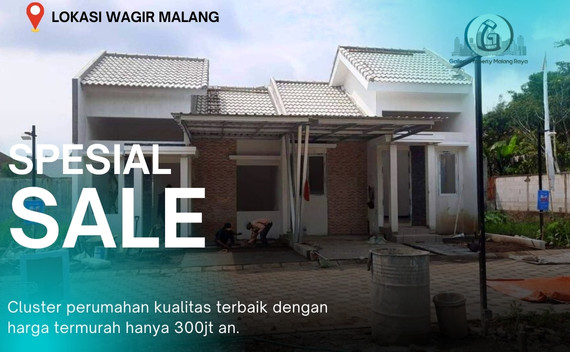 LOKASI WAGIR MALANG
SPESIAL
SALE
Cluster perumahan kualitas terbaik dengan
harga termurah hanya 300jt an.